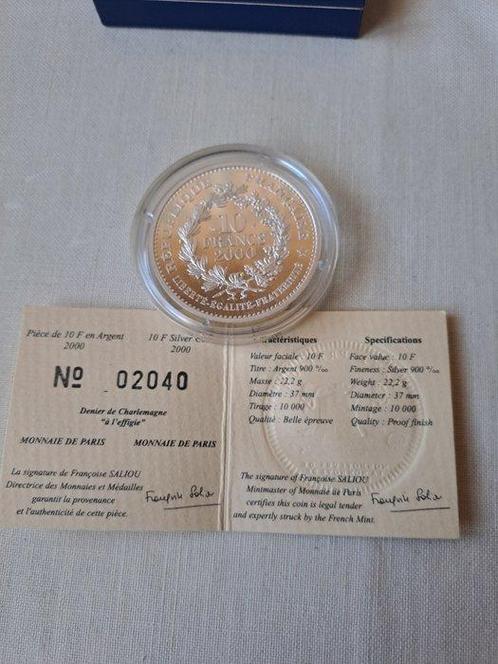 RÉPUBLIQUE FRANÇAISE
10
FRANCS
2000
LIBERTÉ-ÉGALITÉ-FRATERNITÉ
Pièce de 10 F en Argent
2000
10 F Silver
2000
Nº 02040
Denier de Charlemagne
"à l'effigie"
MONNAIE DE PARIS
MONNAIE DE PARIS
La signature de Françoise SALIOU
Directrice des Monnaies et Médailles
garantit la provenance
et l'authenticité de cette pièce.
Caractéristiques
Valeur faciale : 10 F
Titre : Argent 900 °/₀₀
Masse : 22,2 g
Diamètre : 37 mm
Tirage : 10 000
Qualité : Belle épreuve
Specifications
Face value : 10 F
Fineness : Silver 900 °/₀₀
Weight : 22,2 g
Diameter : 37 mm
Mintage : 10 000
Quality : Proof finish
The signature of Françoise SALIOU
Mintmaster of Monnaie de Paris
certifies this coin is legal tender
and expertly struck by the French Mint.